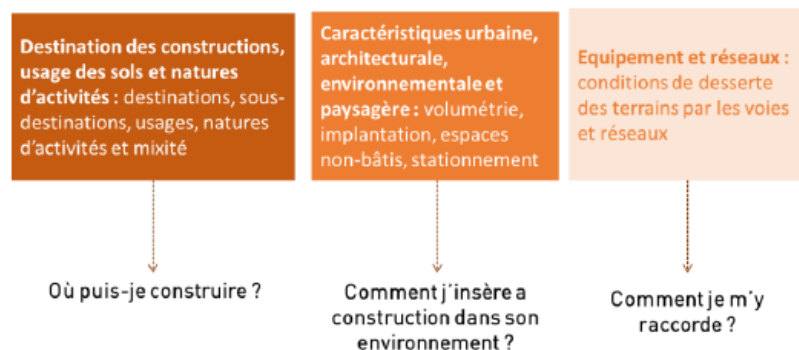 Destination des constructions,
usage des sols et natures
d'activités : destinations, sous-
destinations, usages, natures
d'activités et mixité
Caractéristiques urbaine,
architecturale,
environnementale et
paysagère : volumétrie,
implantation, espaces
non-bâtis, stationnement
Equipement et réseaux :
conditions de desserte
des terrains par les voies
et réseaux
Où puis-je construire ?
Comment j'insère a
construction dans son
environnement ?
Comment je m'y
raccorde ?